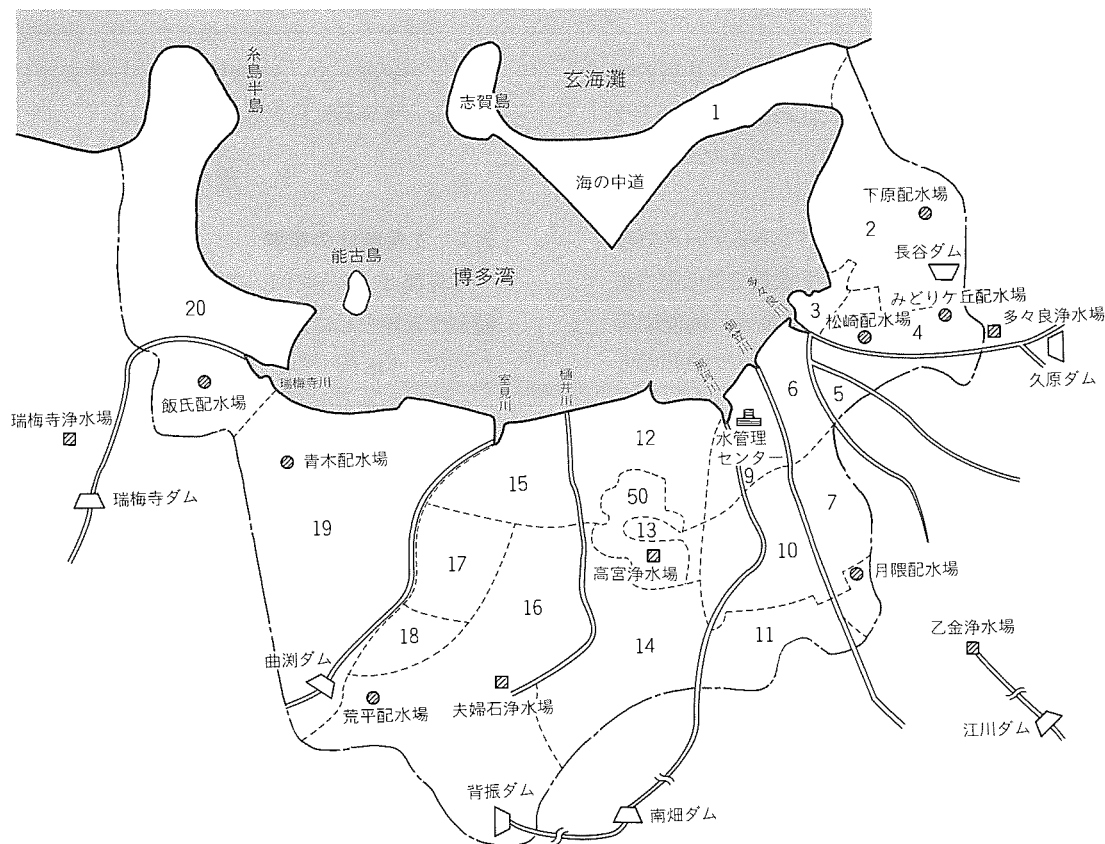 糸島半島
玄海灘
志賀島
1
海の中道
下原配水場
2
長谷ダム
能古島
博多湾
多々良川
みどりケ丘配水場
20
3
松崎配水場
4
多々良浄水場
久原ダム
瑞梅寺川
室見川
樋井川
飯氏配水場
6
5
瑞梅寺浄水場
水管理
センター
12
青木配水場
9
15
50
瑞梅寺ダム
7
13
19
10
高宮浄水場
17
月隈配水場
16
18
11
乙金浄水場
14
曲渕ダム
荒平配水場
夫婦石浄水場
江川ダム
背振ダム
南畑ダム